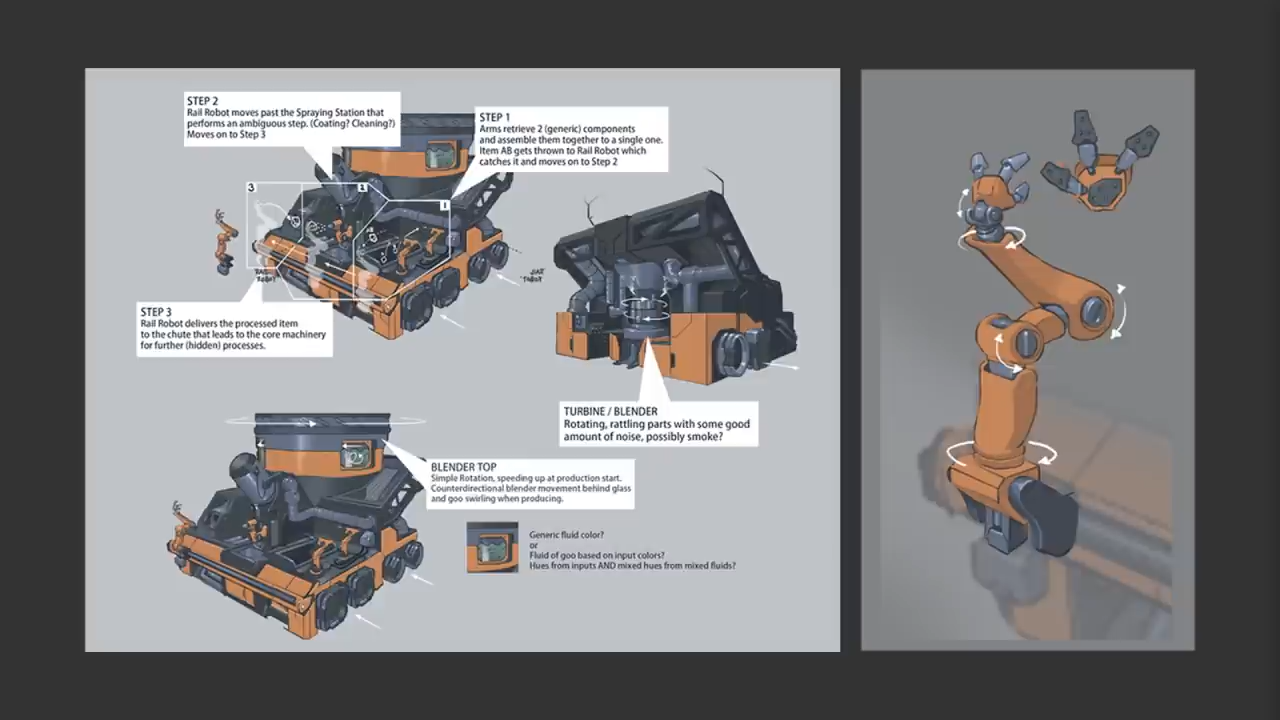 STEP 2
Rail Robot moves past the Spraying Station that
performs an ambiguous step. (Coating? Cleaning?)
Moves on to Step 3
STEP 1
Arms retrieve 2 (generic) components
and assemble them together to a single one.
Item AB gets thrown to Rail Robot which
catches it and moves on to Step 2
3
2
1
RAIL
ROBOT
STEP 3
Rail Robot delivers the processed item
to the chute that leads to the core machinery
for further (hidden) processes.
TURBINE / BLENDER
Rotating, rattling parts with some good
amount of noise, possibly smoke?
BLENDER TOP
Simple Rotation, speeding up at production start.
Counterdirectional blender movement behind glass
and goo swirling when producing.
Generic fluid color?
or
Fluid of goo based on input colors?
Hues from inputs AND mixed hues from mixed fluids?